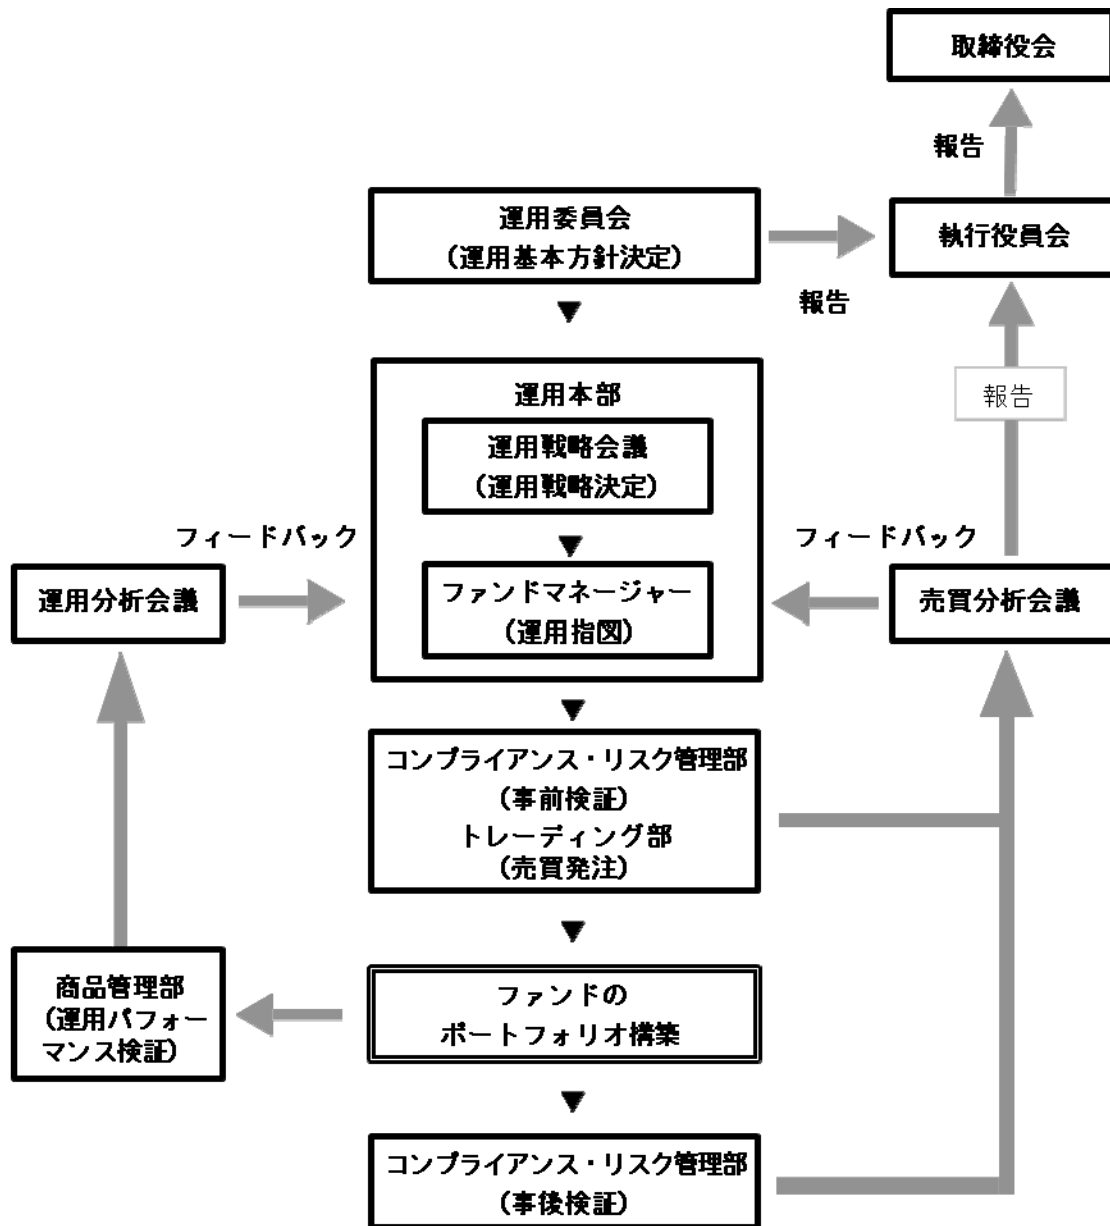 取締役会
報告
運用委員会
(運用基本方針決定)
執行役員会
報告
運用本部
報告
運用戦略会議
(運用戦略決定)
フィードバック
フィードバック
運用分析会議
ファンドマネージャー
(運用指図)
売買分析会議
コンプライアンス・リスク管理部
(事前検証)
トレーディング部
(売買発注)
商品管理部
(運用パフォー
マンス検証)
ファンドの
ポートフォリオ構築
コンプライアンス・リスク管理部
(事後検証)